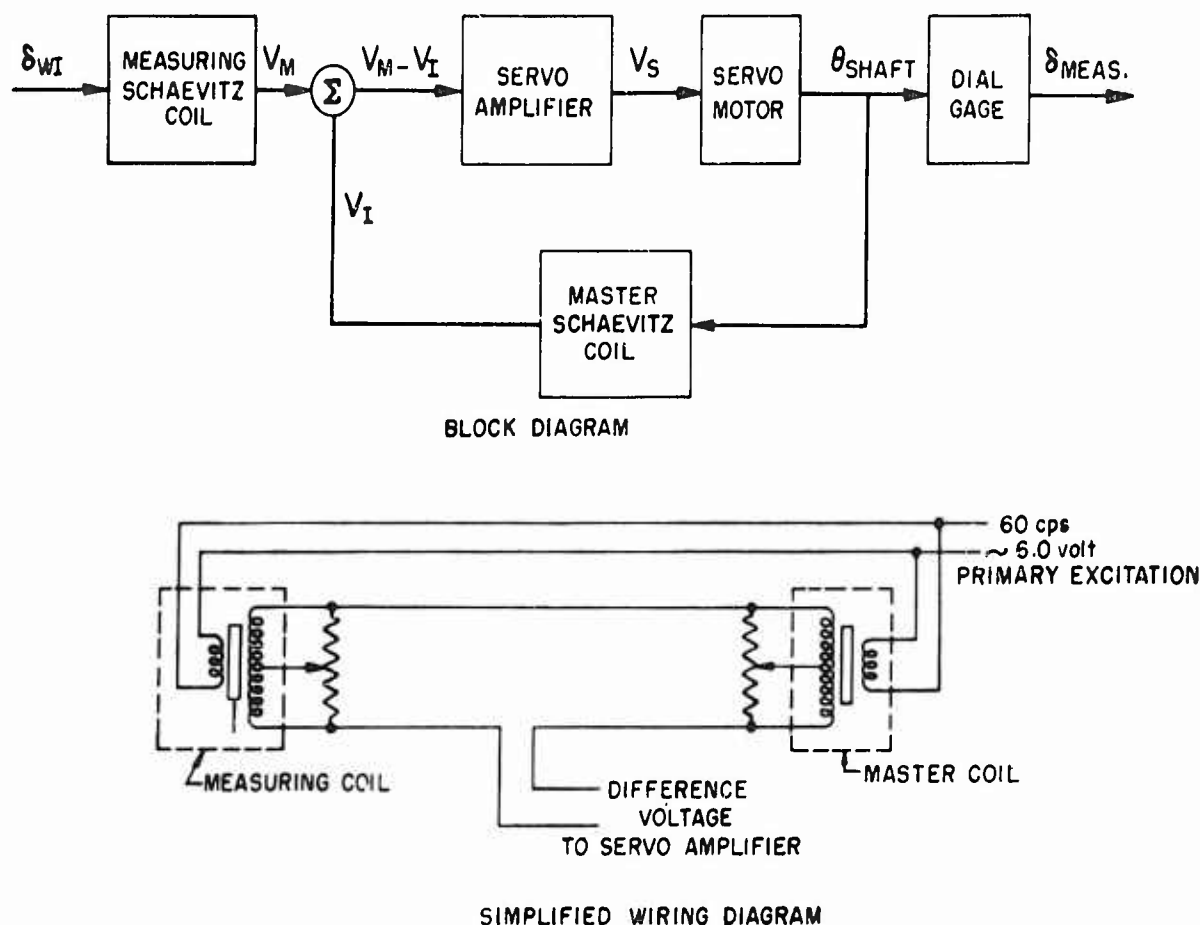 δWI
MEASURING
SCHAEVITZ
COIL
VM
Σ
VM-VI
SERVO
AMPLIFIER
VS
SERVO
MOTOR
θSHAFT
DIAL
GAGE
δMEAS.
VI
MASTER
SCHAEVITZ
COIL
BLOCK DIAGRAM
60 cps
~ 6.0 volt
PRIMARY EXCITATION
MEASURING COIL
MASTER COIL
DIFFERENCE
VOLTAGE
TO SERVO AMPLIFIER
SIMPLIFIED WIRING DIAGRAM